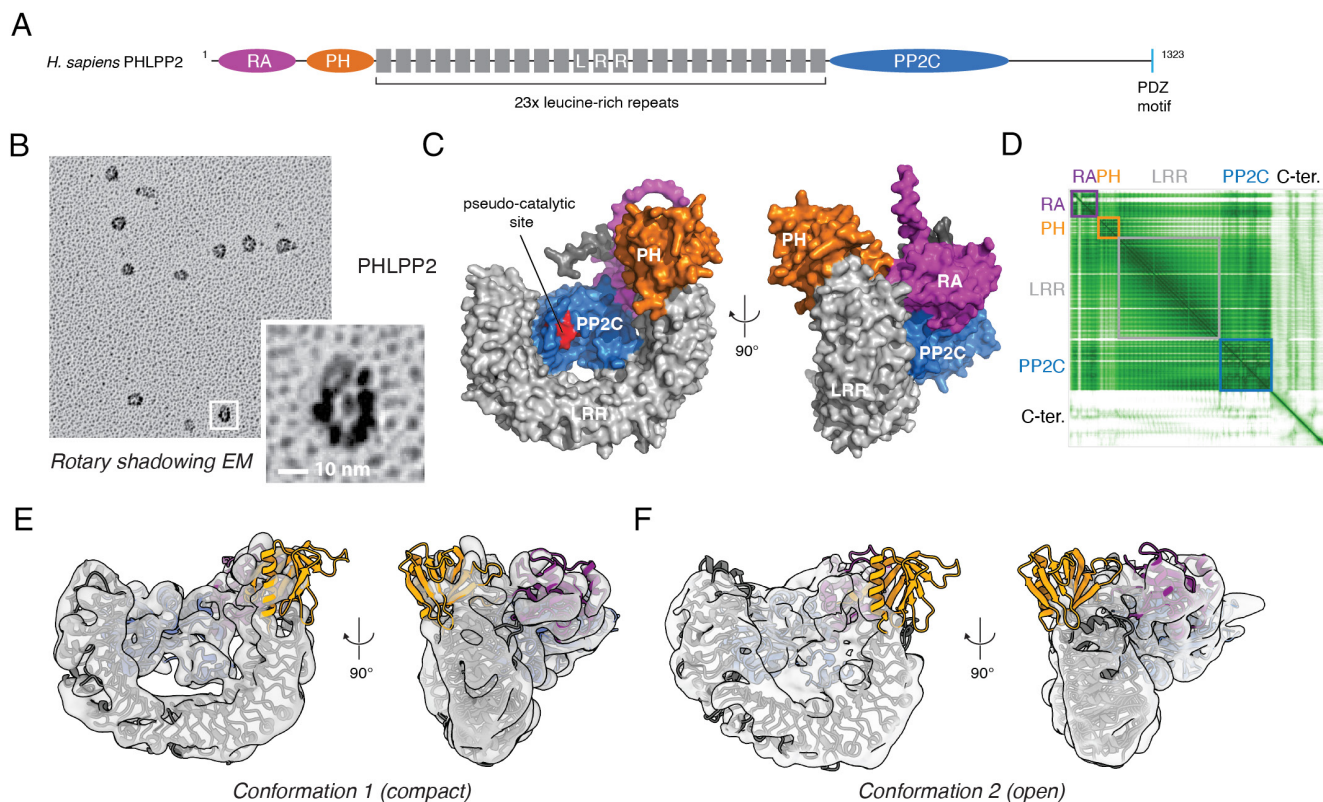 A
H. sapiens PHLPP2
1
RA
PH
L R R
PP2C
1323
23x leucine-rich repeats
PDZ
motif
B
Rotary shadowing EM
10 nm
PHLPP2
C
pseudo-catalytic
site
PH
PP2C
LRR
90°
PH
RA
PP2C
LRR
D
RA PH LRR PP2C C-ter.
RA
PH
LRR
PP2C
C-ter.
E
90°
Conformation 1 (compact)
F
90°
Conformation 2 (open)